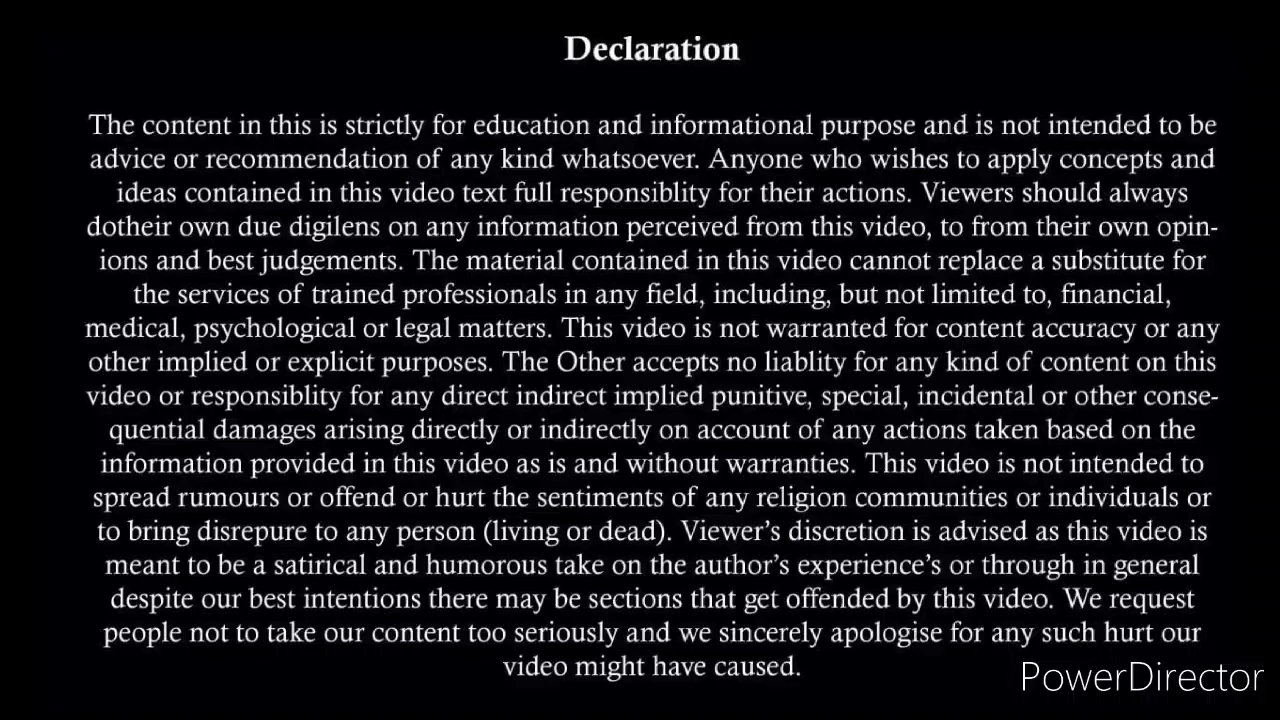 Declaration
The content in this is strictly for education and informational purpose and is not intended to be
advice or recommendation of any kind whatsoever. Anyone who wishes to apply concepts and
ideas contained in this video text full responsiblity for their actions. Viewers should always
dotheir own due digilens on any information perceived from this video, to from their own opin-
ions and best judgements. The material contained in this video cannot replace a substitute for
the services of trained professionals in any field, including, but not limited to, financial,
medical, psychological or legal matters. This video is not warranted for content accuracy or any
other implied or explicit purposes. The Other accepts no liablity for any kind of content on this
video or responsiblity for any direct indirect implied punitive, special, incidental or other conse-
quential damages arising directly or indirectly on account of any actions taken based on the
information provided in this video as is and without warranties. This video is not intended to
spread rumours or offend or hurt the sentiments of any religion communities or individuals or
to bring disrepure to any person (living or dead). Viewer's discretion is advised as this video is
meant to be a satirical and humorous take on the author's experience's or through in general
despite our best intentions there may be sections that get offended by this video. We request
people not to take our content too seriously and we sincerely apologise for any such hurt our
video might have caused.
PowerDirector